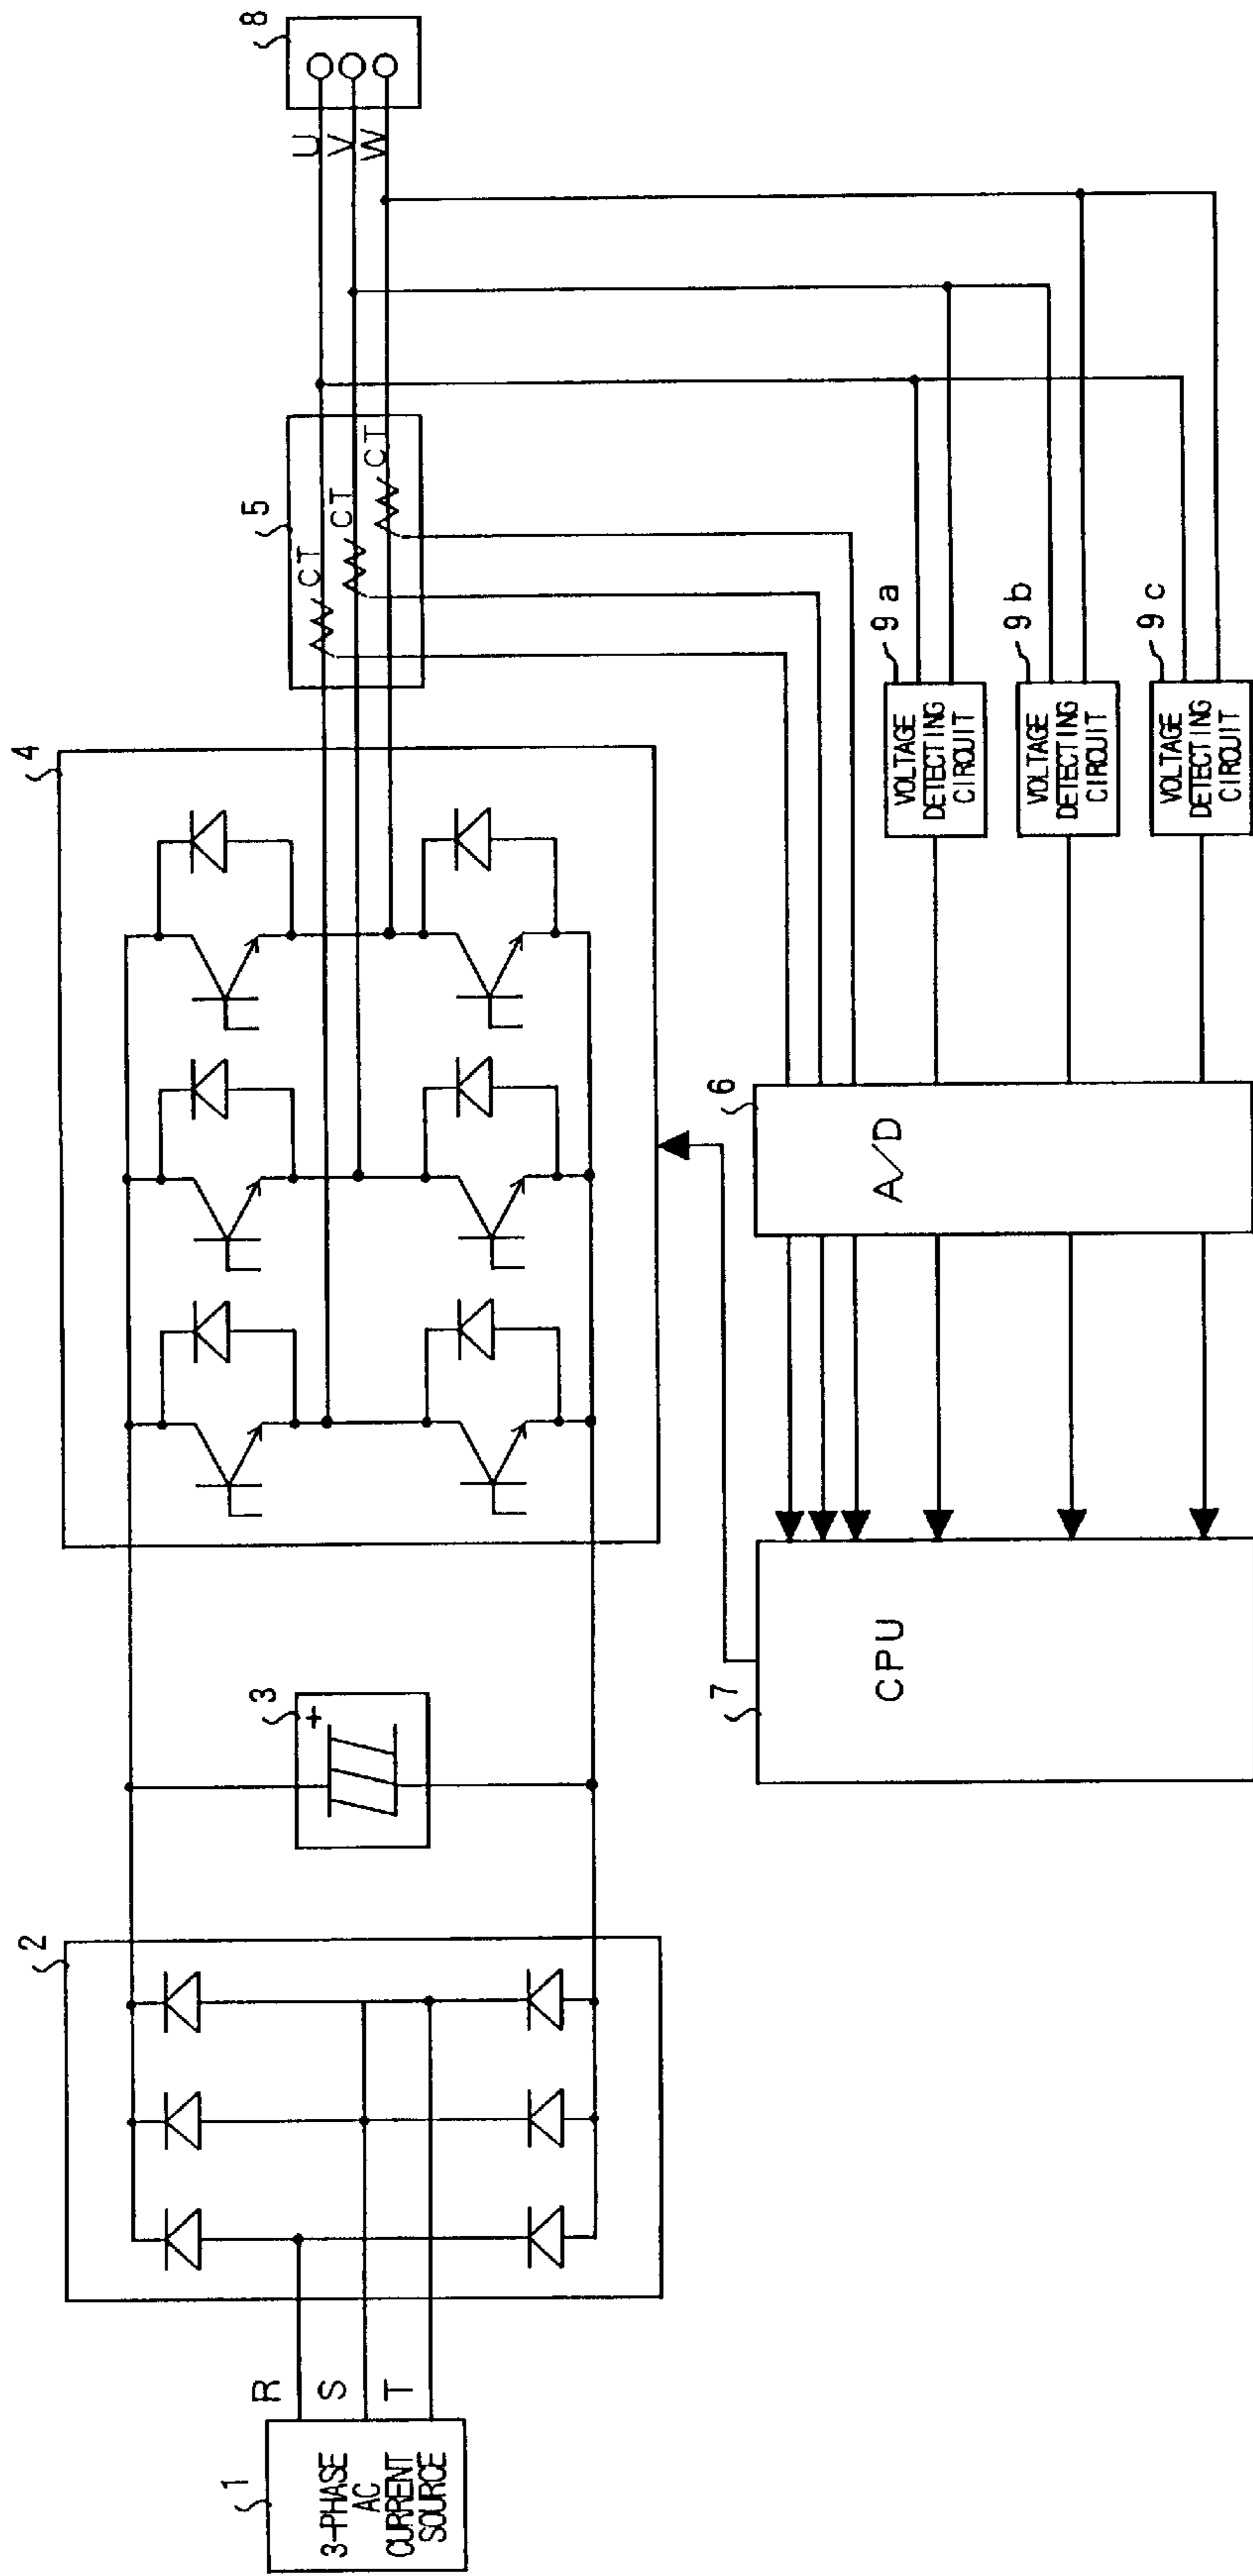 1
3-PHASE
AC
CURRENT
SOURCE
R
S
T
2
3
+
4
5
CT
CT
CT
U
V
W
8
7
CPU
6
A/D
9a
VOLTAGE
DETECTING
CIRCUIT
9b
VOLTAGE
DETECTING
CIRCUIT
9c
VOLTAGE
DETECTING
CIRCUIT